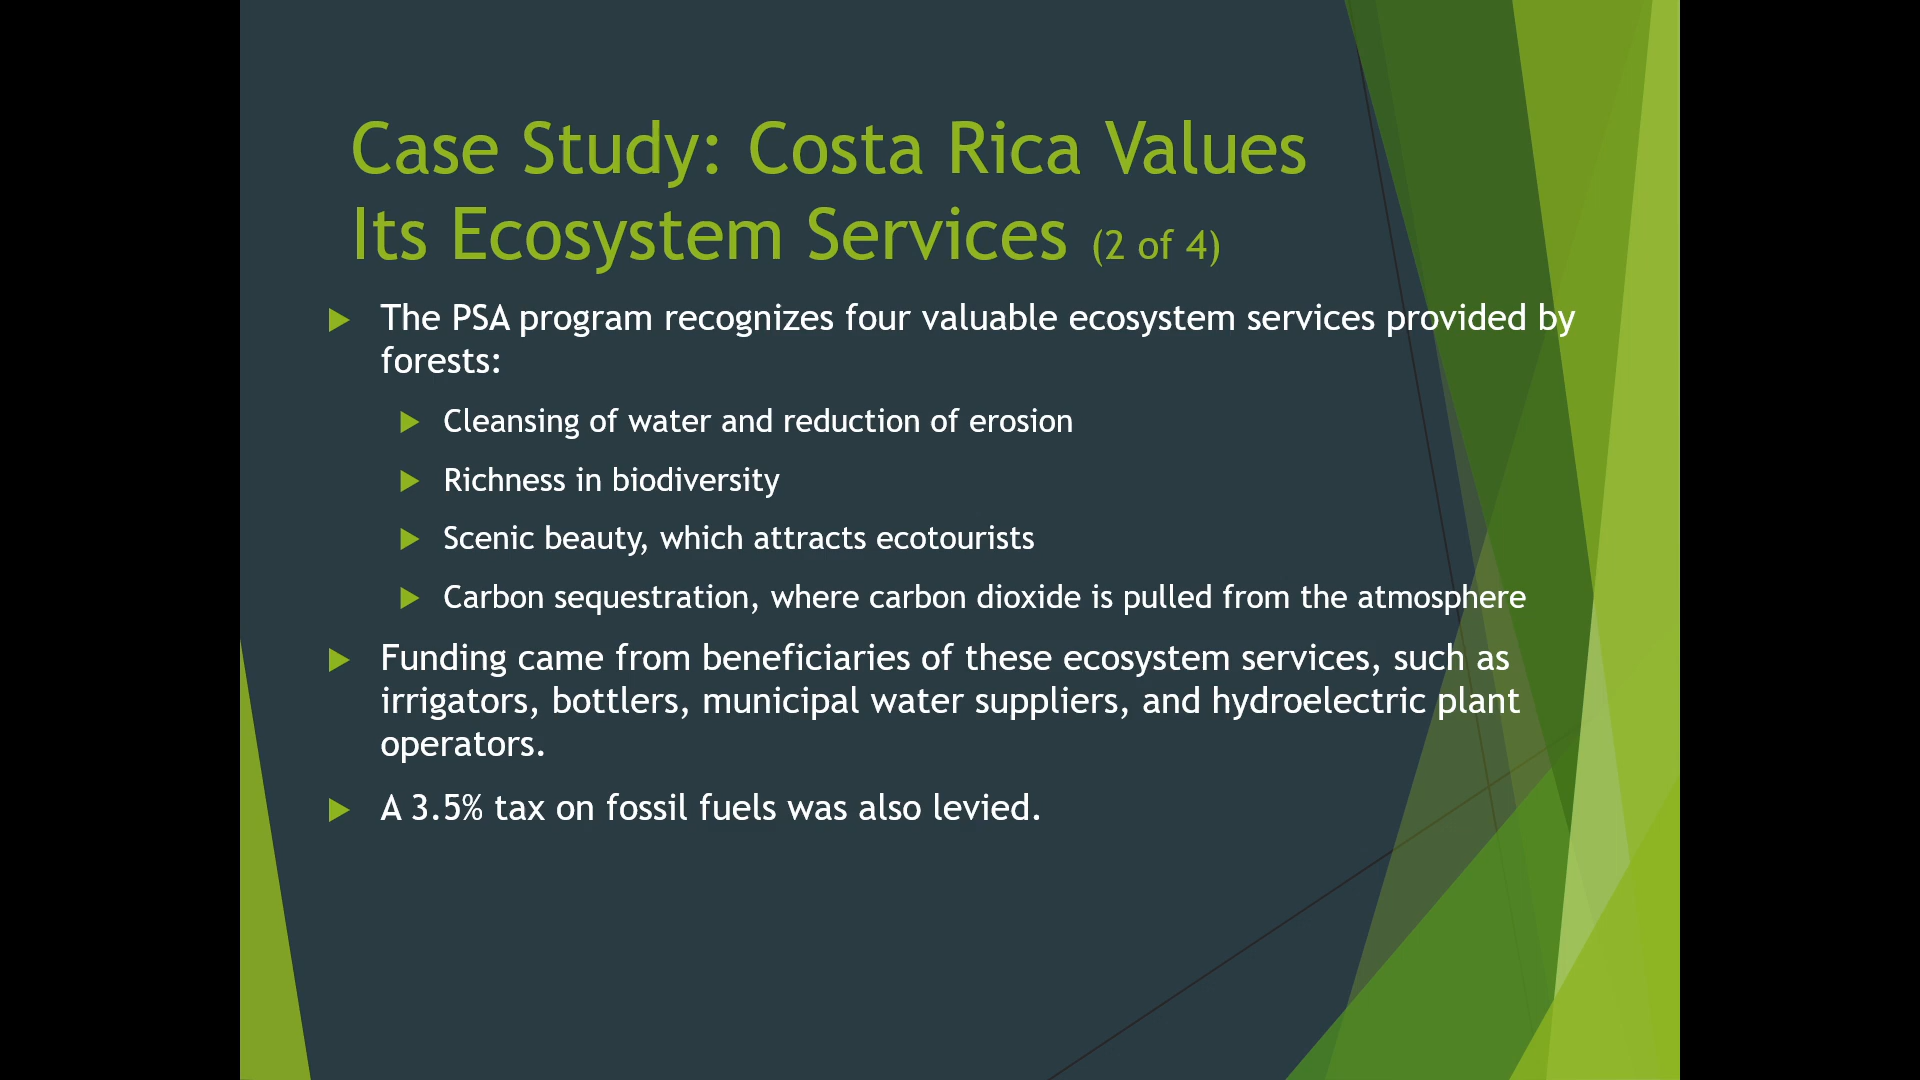 Case Study: Costa Rica Values
Its Ecosystem Services (2 of 4)
The PSA program recognizes four valuable ecosystem services provided by
forests:
Cleansing of water and reduction of erosion
Richness in biodiversity
Scenic beauty, which attracts ecotourists
Carbon sequestration, where carbon dioxide is pulled from the atmosphere
Funding came from beneficiaries of these ecosystem services, such as
irrigators, bottlers, municipal water suppliers, and hydroelectric plant
operators.
A 3.5% tax on fossil fuels was also levied.